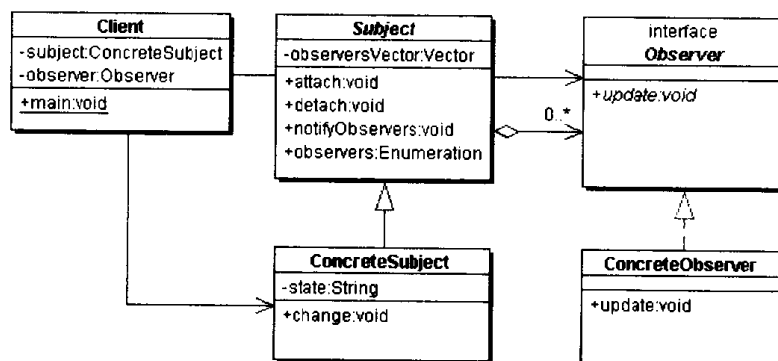 Client
-subject:ConcreteSubject
-observer:Observer
+main:void
Subject
-observersVector:Vector
+attach:void
+detach:void
+notifyObservers:void
+observers:Enumeration
0..*
interface
Observer
+update:void
ConcreteSubject
-state:String
+change:void
ConcreteObserver
+update:void